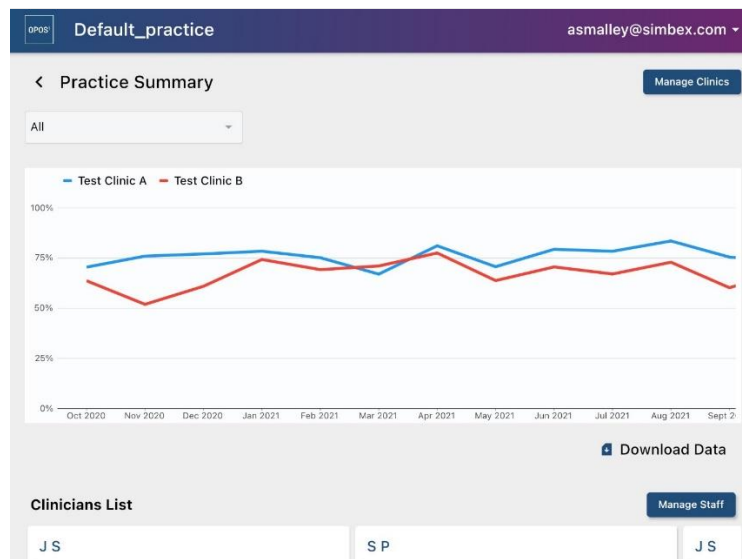 OPOS' Default_practice asmalley@simbex.com
Practice Summary Manage Clinics
All
Test Clinic A Test Clinic B
100%
75%
50%
25%
0%
Oct 2020 Nov 2020 Dec 2020 Jan 2021 Feb 2021 Mar 2021 Apr 2021 May 2021 Jun 2021 Jul 2021 Aug 2021 Sept 2
Download Data
Clinicians List Manage Staff
J S S P J S